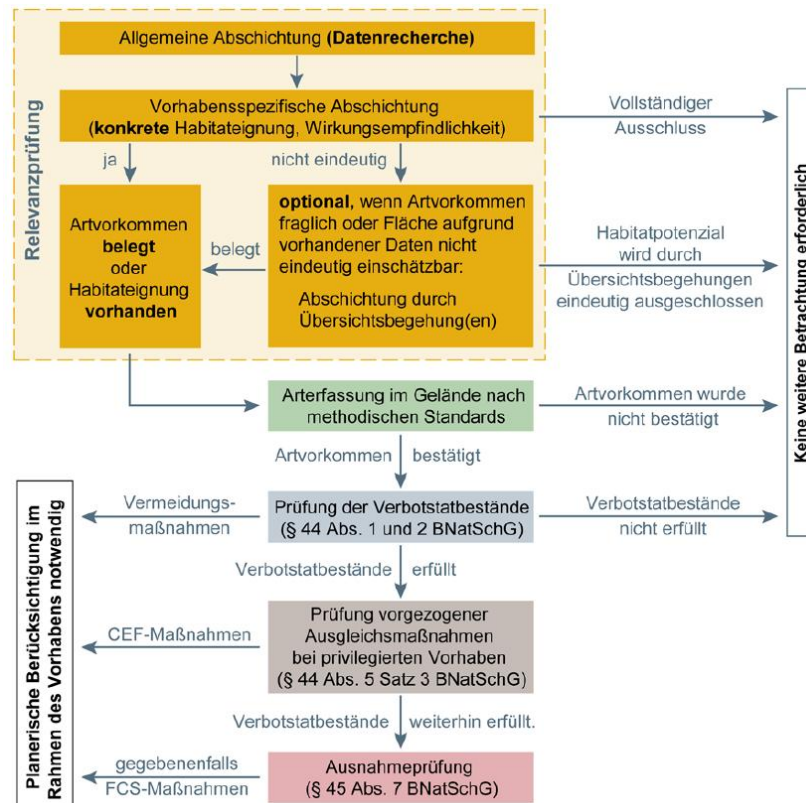 Allgemeine Abschichtung (Datenrecherche)
Vorhabensspezifische Abschichtung
(konkrete Habitateignung, Wirkungsempfindlichkeit)
Vollständiger
Ausschluss
ja
nicht eindeutig
Relevanzprüfung
Artvorkommen
belegt
oder
Habitateignung
vorhanden
belegt
optional, wenn Artvorkommen
fraglich oder Fläche aufgrund
vorhandener Daten nicht
eindeutig einschätzbar:
Abschichtung durch
Übersichtsbegehung(en)
Habitatpotenzial
wird durch
Übersichtsbegehungen
eindeutig ausgeschlossen
Keine weitere Betrachtung erforderlich
Arterfassung im Gelände nach
methodischen Standards
Artvorkommen wurde
nicht bestätigt
Artvorkommen bestätigt
Vermeidungs-
maßnahmen
Prüfung der Verbotstatbestände
(§ 44 Abs. 1 und 2 BNatSchG)
Verbotstatbestände
nicht erfüllt
Verbotstatbestände erfüllt
Planerische Berücksichtigung im
Rahmen des Vorhabens notwendig
CEF-Maßnahmen
Prüfung vorgezogener
Ausgleichsmaßnahmen
bei privilegierten Vorhaben
(§ 44 Abs. 5 Satz 3 BNatSchG)
Verbotstatbestände weiterhin erfüllt.
gegebenenfalls
FCS-Maßnahmen
Ausnahmeprüfung
(§ 45 Abs. 7 BNatSchG)